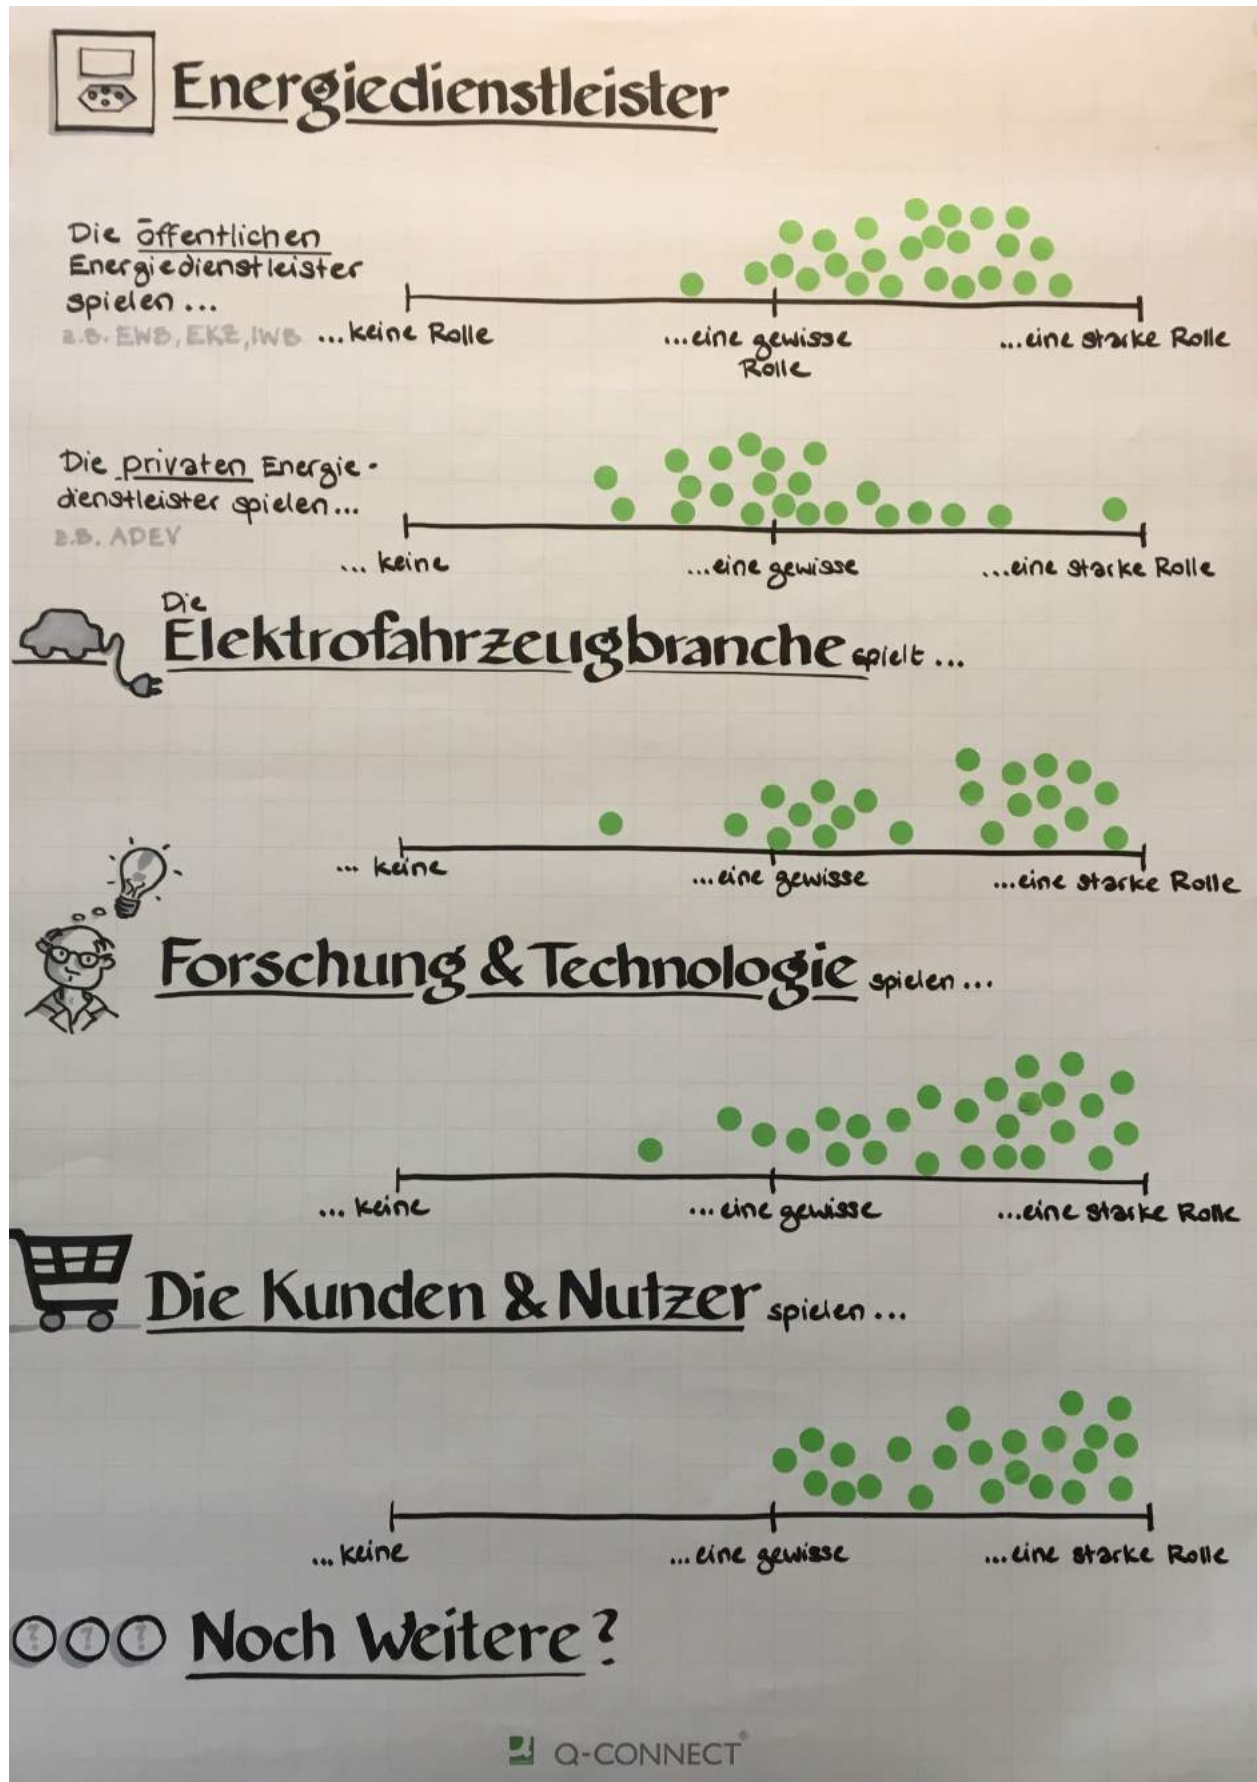 Energiedienstleister
Die öffentlichen
Energiedienstleister
spielen ...
z.B. EWB, EKZ, IWB
...keine Rolle
...eine gewisse
Rolle
...eine starke Rolle
Die privaten Energie-
dienstleister spielen...
z.B. ADEV
... keine
...eine gewisse
...eine starke Rolle
Die
Elektrofahrzeugbranche spielt ...
... keine
...eine gewisse
...eine starke Rolle
Forschung & Technologie spielen ...
... keine
... eine gewisse
...eine starke Rolle
Die Kunden & Nutzer spielen ...
... keine
... eine gewisse
... eine starke Rolle
? ? ? Noch Weitere?
Q-CONNECT®